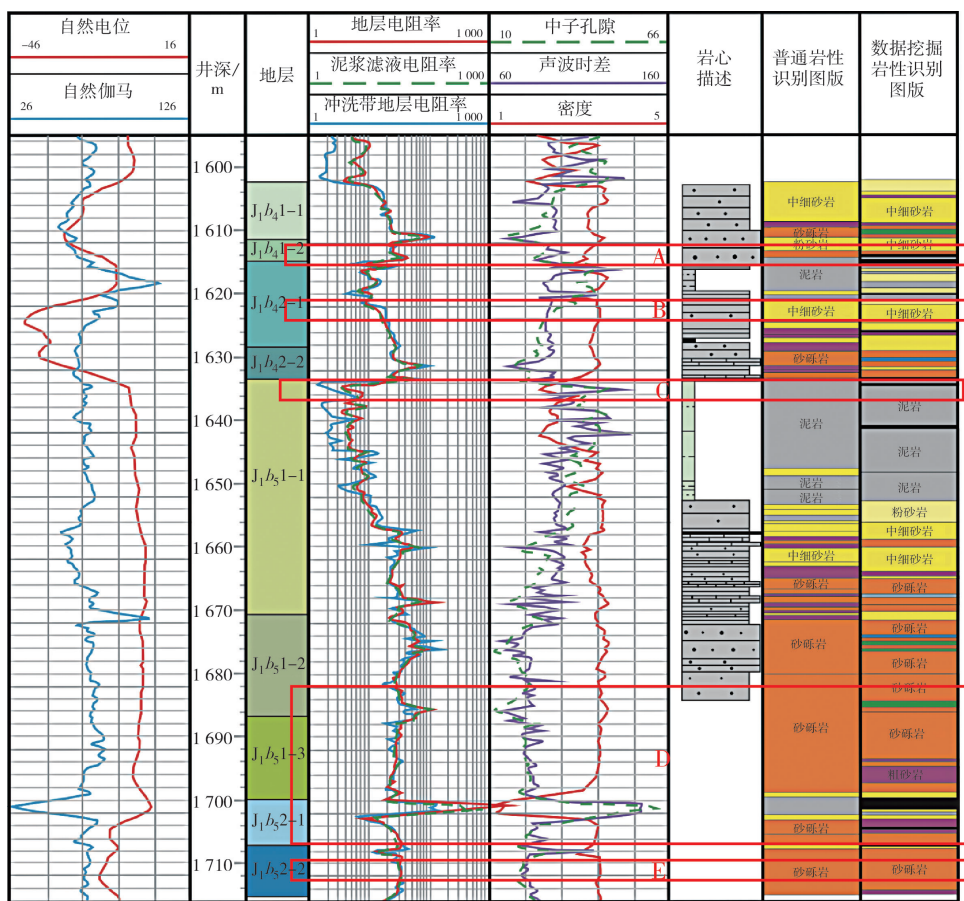 自然电位
-46 16
自然伽马
26 126
井深/
m
地层
地层电阻率
1 1 000
泥浆滤液电阻率
1 1 000
冲洗带地层电阻率
1 1 000
中子孔隙
10 66
声波时差
60 160
密度
1 5
岩心
描述
普通岩性
识别图版
数据挖掘
岩性识别
图版
1 600
1 610
1 620
1 630
1 640
1 650
1 660
1 670
1 680
1 690
1 700
1 710
J₁b₄1-1
J₁b₄1-2
J₁b₄2-1
J₁b₄2-2
J₁b₅1-1
J₁b₅1-2
J₁b₅1-3
J₁b₅2-1
J₁b₅2-2
A
B
C
D
E
中细砂岩
砂砾岩
粉砂岩
泥岩
中细砂岩
砂砾岩
泥岩
泥岩
泥岩
中细砂岩
砂砾岩
砂砾岩
砂砾岩
砂砾岩
砂砾岩
中细砂岩
中细砂岩
中细砂岩
泥岩
泥岩
泥岩
粉砂岩
中细砂岩
中细砂岩
砂砾岩
砂砾岩
砂砾岩
砂砾岩
粗砂岩
砂砾岩